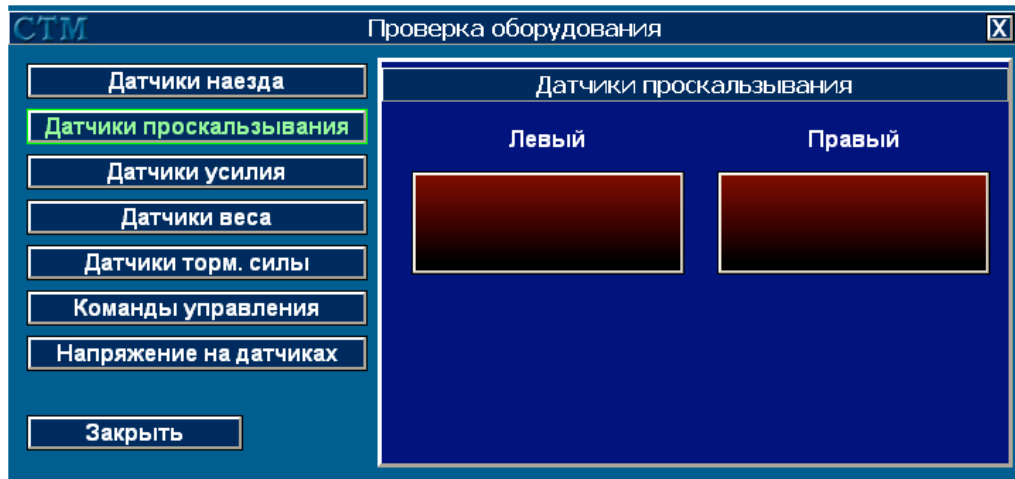 СТМ
Проверка оборудования
X
Датчики наезда
Датчики проскальзывания
Датчики усилия
Датчики веса
Датчики торм. силы
Команды управления
Напряжение на датчиках
Закрыть
Датчики проскальзывания
Левый
Правый